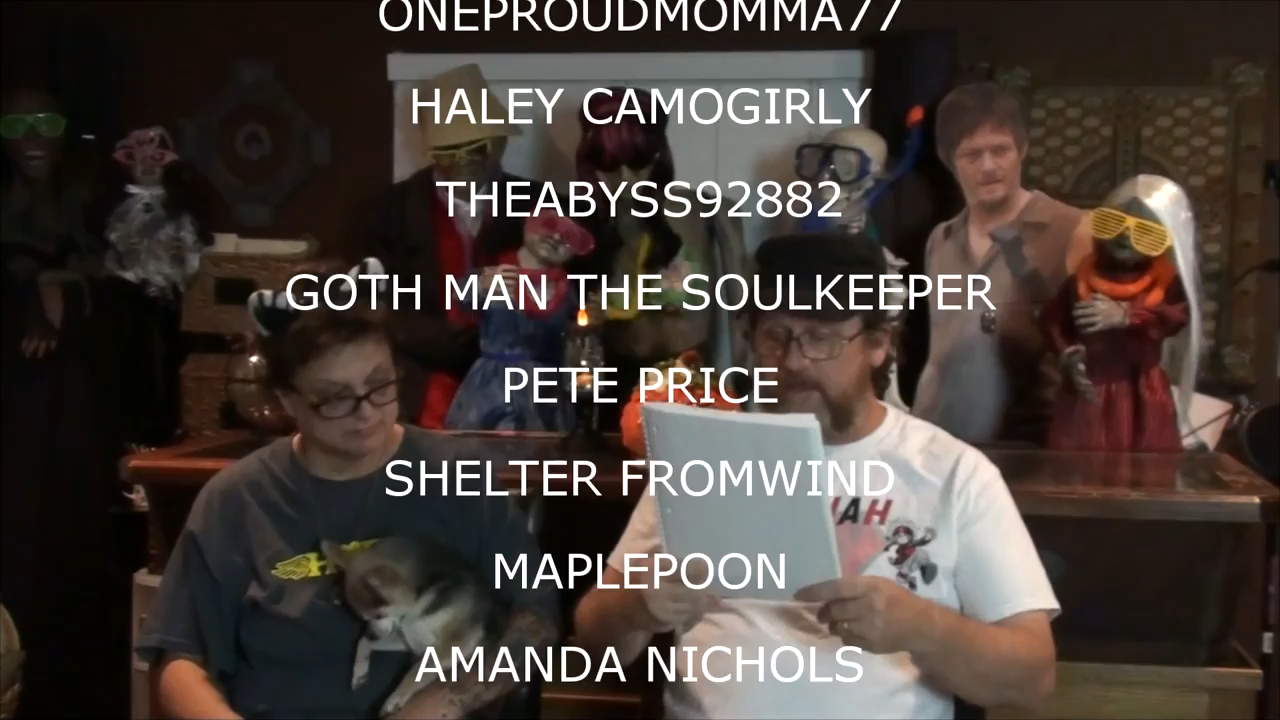 ONEPROUDMOMMA77
HALEY CAMOGIRLY
THEABYSS92882
GOTH MAN THE SOULKEEPER
PETE PRICE
SHELTER FROMWIND
MAPLEPOON
AMANDA NICHOLS